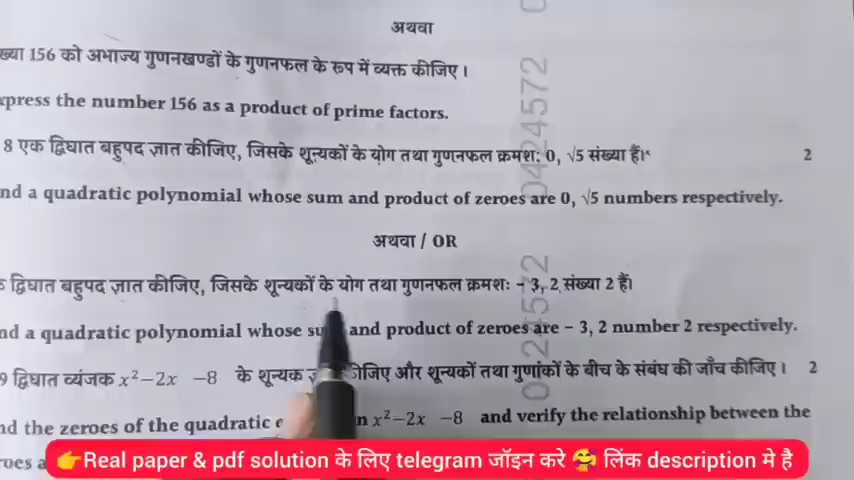 अथवा
ख्या 156 को अभाज्य गुणनखण्डों के गुणनफल के रूप में व्यक्त कीजिए ।
xpress the number 156 as a product of prime factors.
8 एक द्विघात बहुपद ज्ञात कीजिए, जिसके शून्यकों के योग तथा गुणनफल क्रमशः 0, √5 संख्या हैं। 2
nd a quadratic polynomial whose sum and product of zeroes are 0, √5 numbers respectively.
अथवा / OR
द्विघात बहुपद ज्ञात कीजिए, जिसके शून्यकों के योग तथा गुणनफल क्रमशः - 3, 2 संख्या 2 हैं।
nd a quadratic polynomial whose su and product of zeroes are - 3, 2 number 2 respectively.
9 द्विघात व्यंजक x²-2x -8 के शून्यक कीजिए और शून्यकों तथा गुणांकों के बीच के संबंध की जाँच कीजिए । 2
nd the zeroes of the quadratic x²-2x -8 and verify the relationship between the
roes a
👉Real paper & pdf solution के लिए telegram जॉइन करे 🥰 लिंक description मे है
0424572